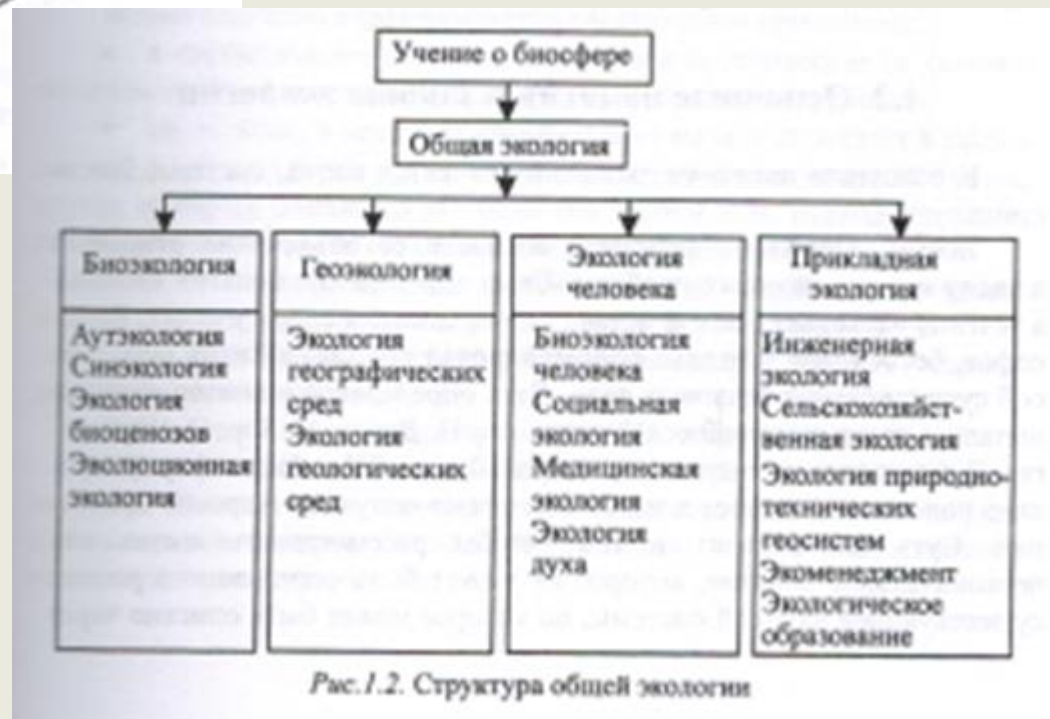 Учение о биосфере
Общая экология
Биоэкология
Аутэкология
Синэкология
Экология
биоценозов
Эволюционная
экология
Геоэкология
Экология
географических
сред
Экология
геологических
сред
Экология
человека
Биоэкология
человека
Социальная
экология
Медицинская
экология
Экология
духа
Прикладная
экология
Инженерная
экология
Сельскохозяйст-
венная экология
Экология природно-
технических
геосистем
Экоменеджмент
Экологическое
образование
Рис.1.2. Структура общей экологии